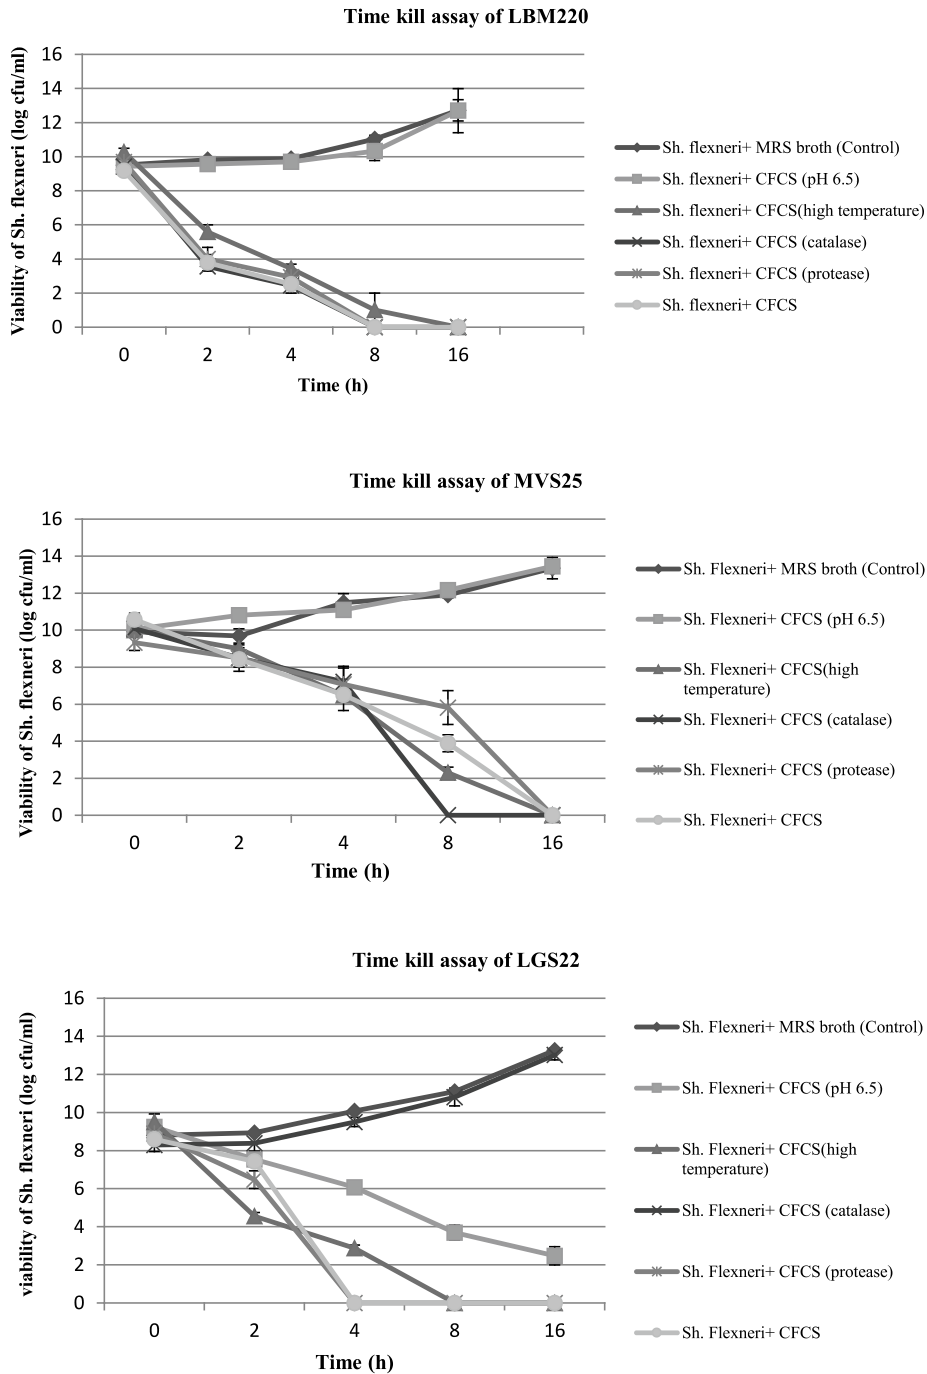 Time kill assay of LBM220
Viability of Sh. flexneri (log cfu/ml)
16
14
12
10
8
6
4
2
0
0 2 4 8 16
Time (h)
Sh. flexneri+ MRS broth (Control)
Sh. flexneri+ CFCS (pH 6.5)
Sh. flexneri+ CFCS(high temperature)
Sh. flexneri+ CFCS (catalase)
Sh. flexneri+ CFCS (protease)
Sh. flexneri+ CFCS
Time kill assay of MVS25
Viability of Sh. flexneri (log cfu/ml)
16
14
12
10
8
6
4
2
0
0 2 4 8 16
Time (h)
Sh. Flexneri+ MRS broth (Control)
Sh. Flexneri+ CFCS (pH 6.5)
Sh. Flexneri+ CFCS(high
temperature)
Sh. Flexneri+ CFCS (catalase)
Sh. Flexneri+ CFCS (protease)
Sh. Flexneri+ CFCS
Time kill assay of LGS22
viability of Sh. flexneri (log cfu/ml)
16
14
12
10
8
6
4
2
0
0 2 4 8 16
Time (h)
Sh. Flexneri+ MRS broth (Control)
Sh. Flexneri+ CFCS (pH 6.5)
Sh. Flexneri+ CFCS(high
temperature)
Sh. Flexneri+ CFCS (catalase)
Sh. Flexneri+ CFCS (protease)
Sh. Flexneri+ CFCS